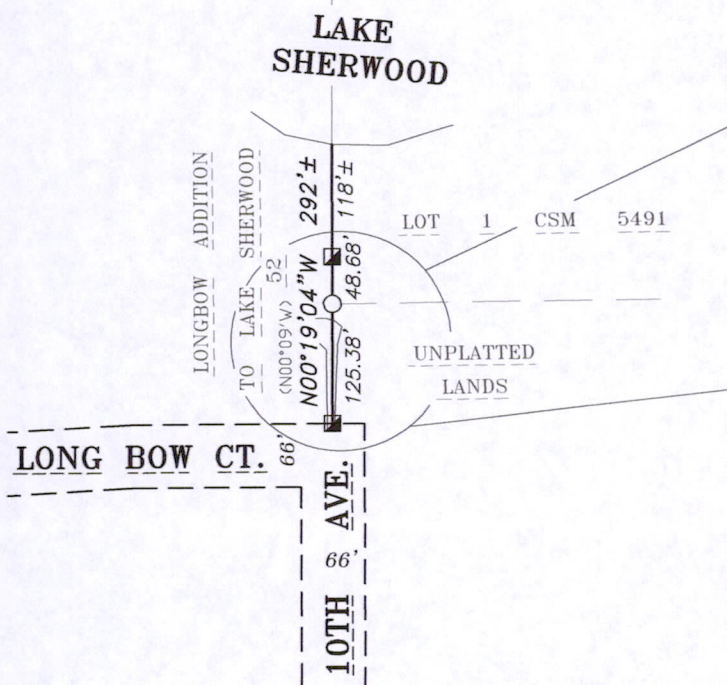 LAKE
SHERWOOD
292'±
118'±
LONGBOW ADDITION
TO LAKE SHERWOOD
52
LOT 1 CSM 5491
48.68'
N00°19'04"W
(N00°09'W)
125.38'
UNPLATTED
LANDS
LONG BOW CT.
66'
10TH AVE.
66'